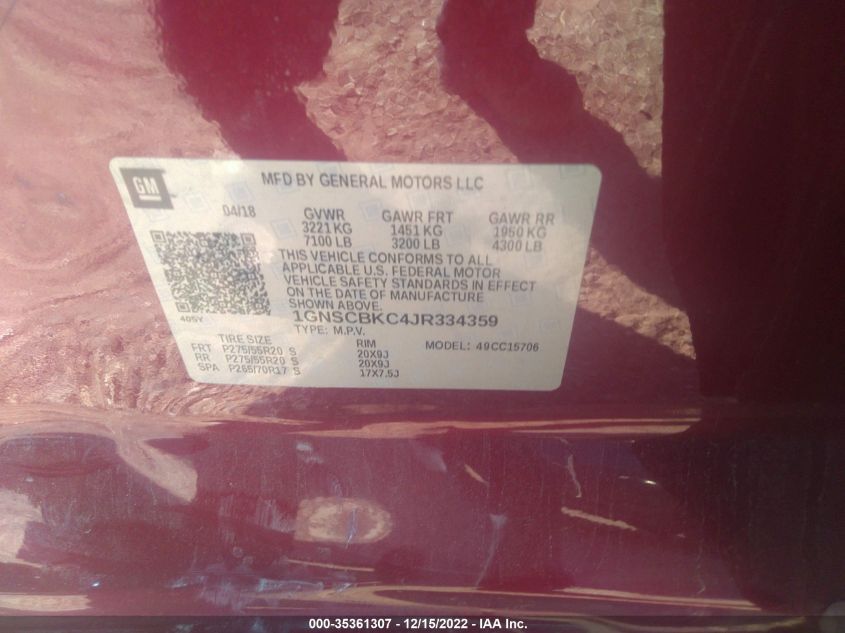 GM
MFD BY GENERAL MOTORS LLC
04/18 GVWR GAWR FRT GAWR RR
3221 KG 1451 KG 1950 KG
7100 LB 3200 LB 4300 LB
THIS VEHICLE CONFORMS TO ALL
APPLICABLE U.S. FEDERAL MOTOR
VEHICLE SAFETY STANDARDS IN EFFECT
ON THE DATE OF MANUFACTURE
SHOWN ABOVE.
405Y 1GNSCBKC4JR334359
TYPE: M.P.V.
TIRE SIZE RIM MODEL: 49CC15706
FRT P275/55R20 S 20X9J
RR P275/55R20 S 20X9J
SPA P265/70R17 S 17X7.5J
000-35361307 - 12/15/2022 - IAA Inc.